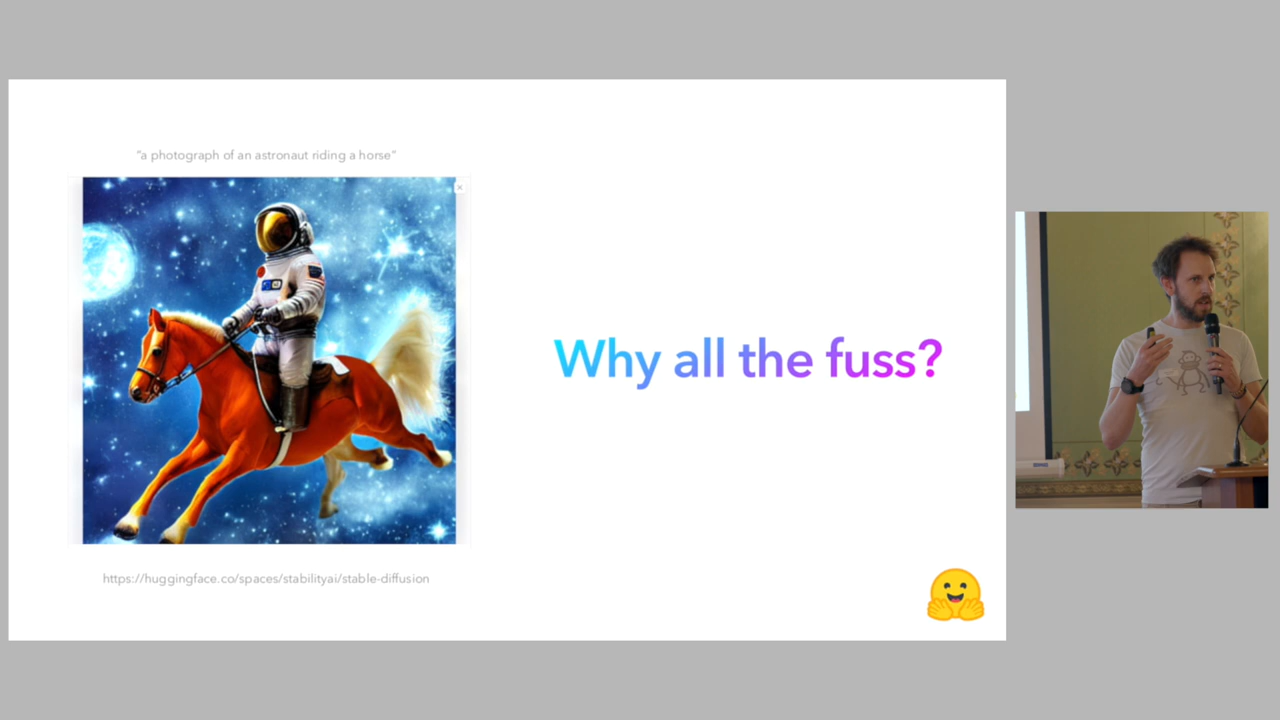 “a photograph of an astronaut riding a horse”
Why all the fuss?
https://huggingface.co/spaces/stabilityai/stable-diffusion